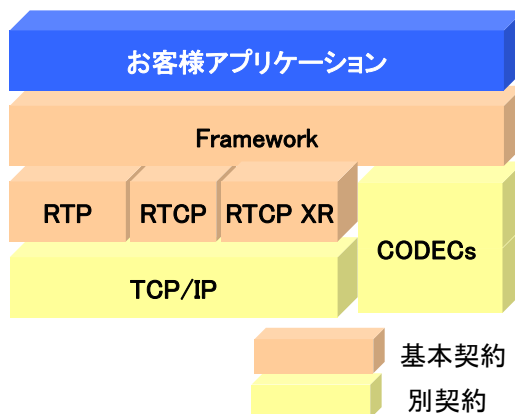 お客様アプリケーション
Framework
RTP RTCP RTCP XR
CODECs
TCP/IP
基本契約
別契約